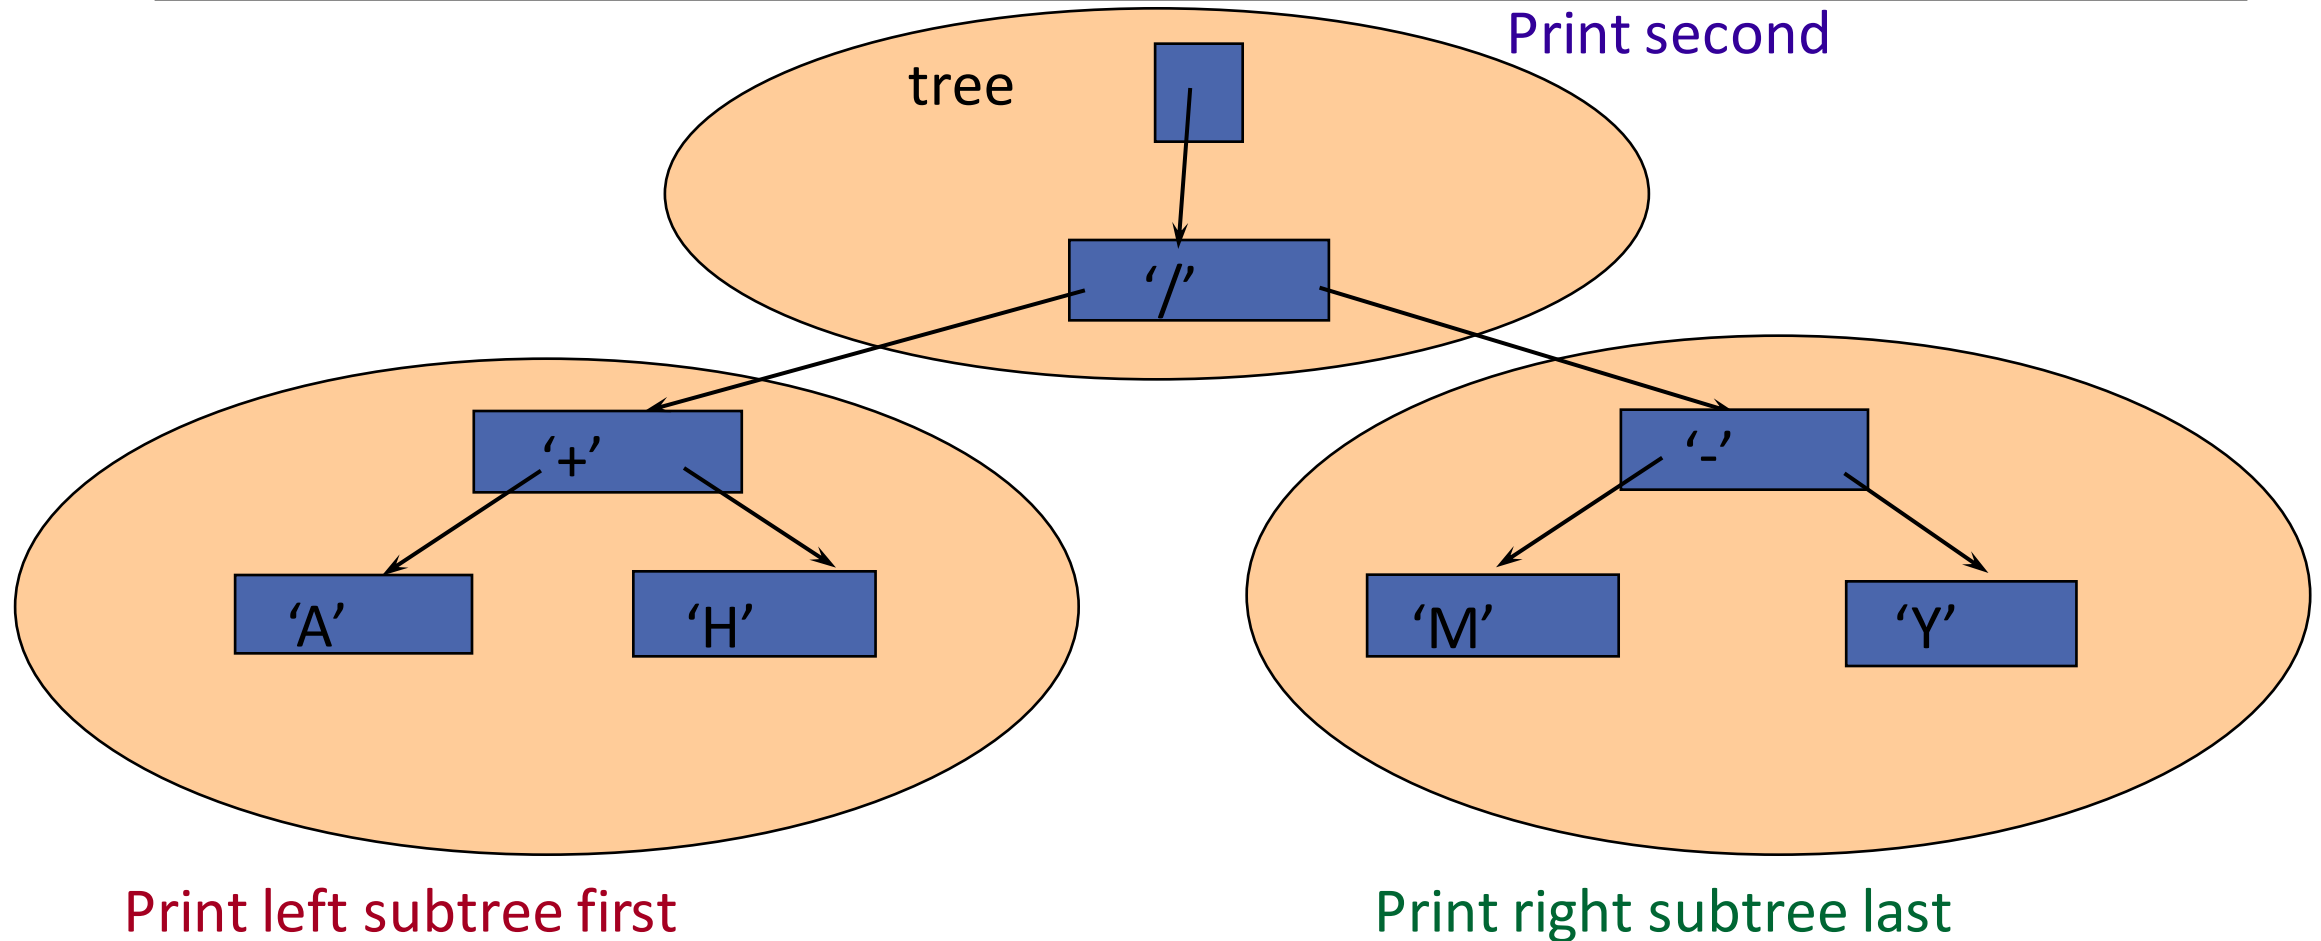 Print second
tree
‘/’
‘+’
‘-’
‘A’
‘H’
‘M’
‘Y’
Print left subtree first
Print right subtree last